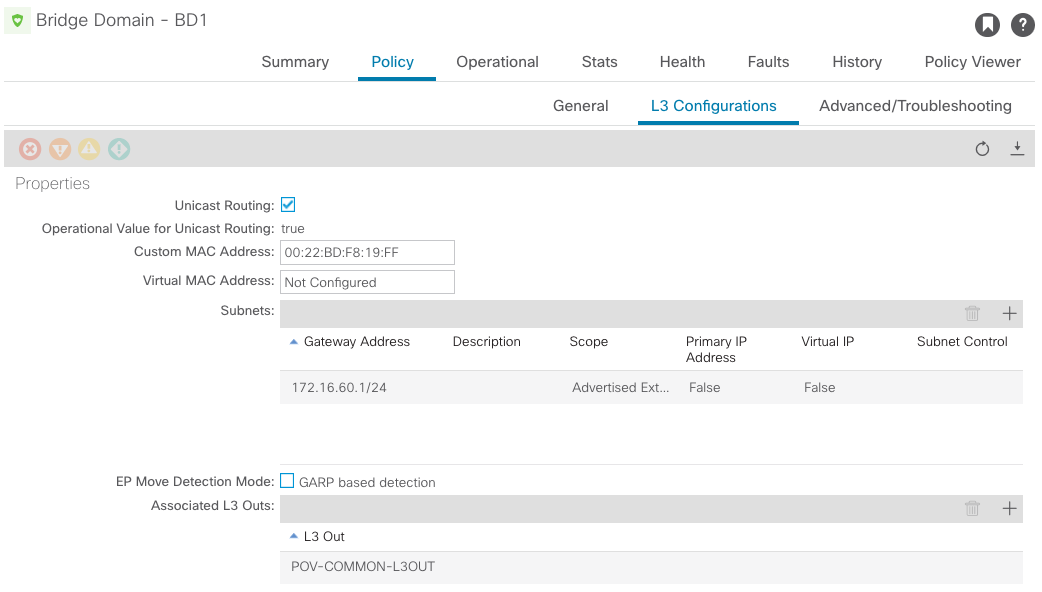 Bridge Domain - BD1
Summary Policy Operational Stats Health Faults History Policy Viewer
General L3 Configurations Advanced/Troubleshooting
Properties
Unicast Routing:
Operational Value for Unicast Routing: true
Custom MAC Address: 00:22:BD:F8:19:FF
Virtual MAC Address: Not Configured
Subnets:
Gateway Address Description Scope Primary IP Address Virtual IP Subnet Control
172.16.60.1/24 Advertised Ext... False False
EP Move Detection Mode: GARP based detection
Associated L3 Outs:
L3 Out
POV-COMMON-L3OUT